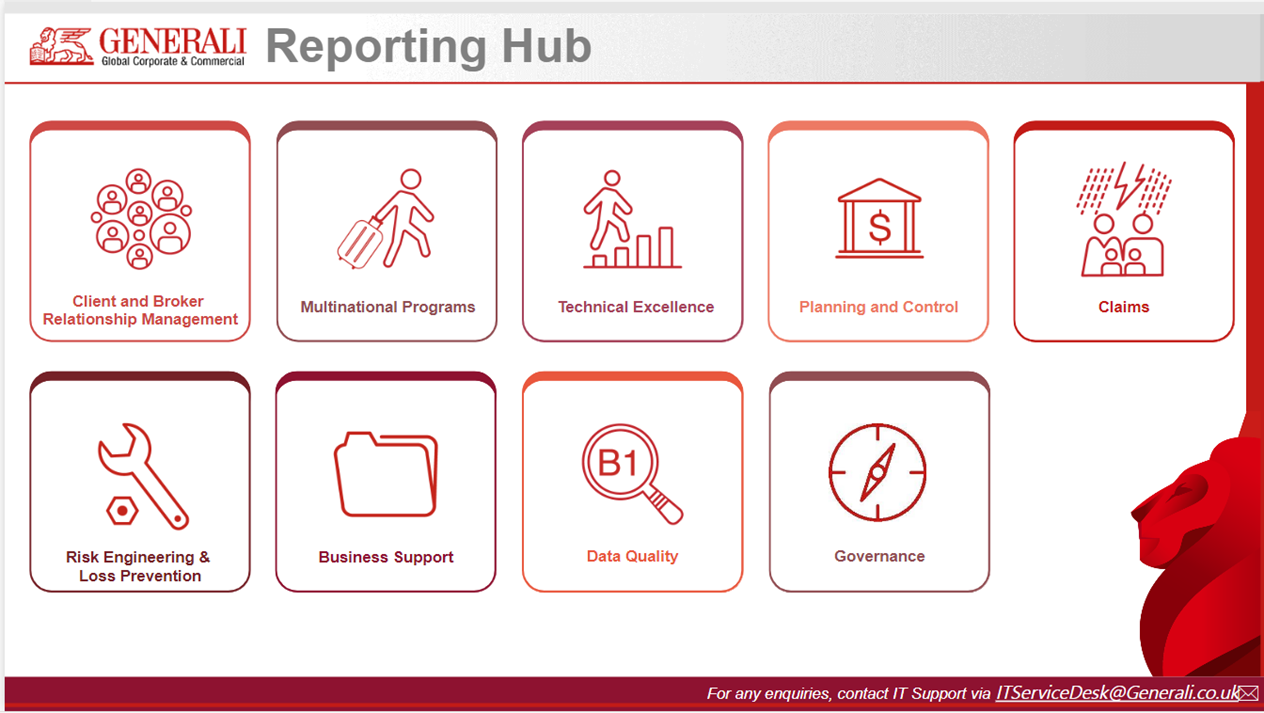 GENERALI
Global Corporate & Commercial
Reporting Hub
Client and Broker
Relationship Management
Multinational Programs
Technical Excellence
$
Planning and Control
Claims
Risk Engineering &
Loss Prevention
Business Support
B1
Data Quality
Governance
For any enquiries, contact IT Support via ITServiceDesk@Generali.co.uk